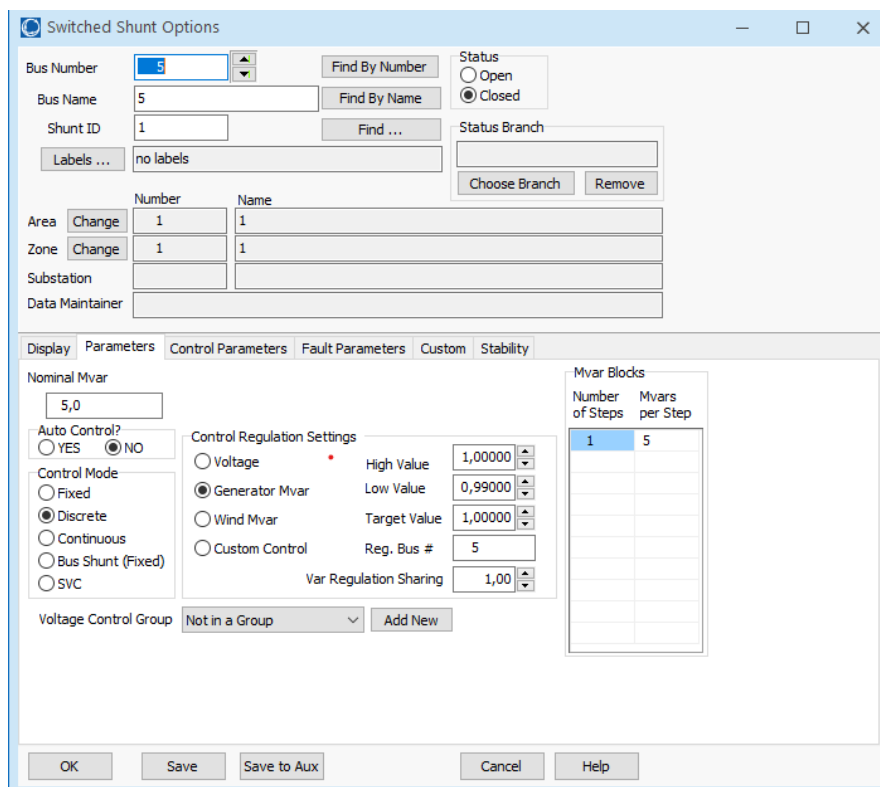 Switched Shunt Options
Bus Number 5 Find By Number
Bus Name 5 Find By Name
Shunt ID 1 Find ...
Labels ... no labels
Status
Open
Closed
Status Branch
Choose Branch Remove
Number Name
Area Change 1 1
Zone Change 1 1
Substation
Data Maintainer
Display Parameters Control Parameters Fault Parameters Custom Stability
Nominal Mvar
5,0
Auto Control?
YES NO
Control Mode
Fixed
Discrete
Continuous
Bus Shunt (Fixed)
SVC
Control Regulation Settings
Voltage High Value 1,00000
Generator Mvar Low Value 0,99000
Wind Mvar Target Value 1,00000
Custom Control Reg. Bus # 5
Var Regulation Sharing 1,00
Voltage Control Group Not in a Group Add New
Mvar Blocks
Number Mvars
of Steps per Step
1 5
OK Save Save to Aux Cancel Help